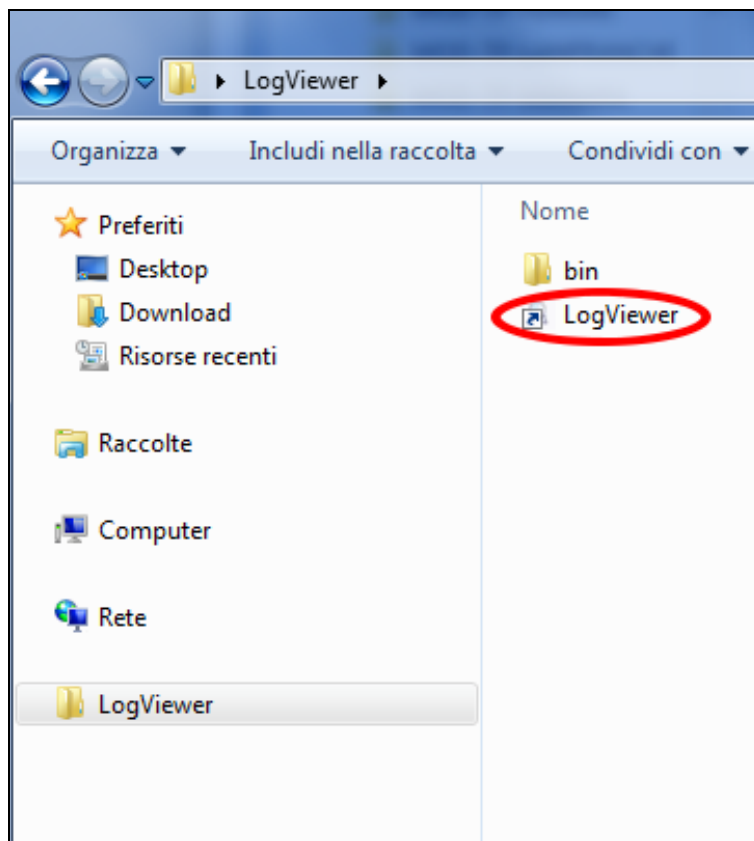 LogViewer
Organizza Includi nella raccolta Condividi con
Preferiti
Desktop
Download
Risorse recenti
Raccolte
Computer
Rete
LogViewer
Nome
bin
LogViewer